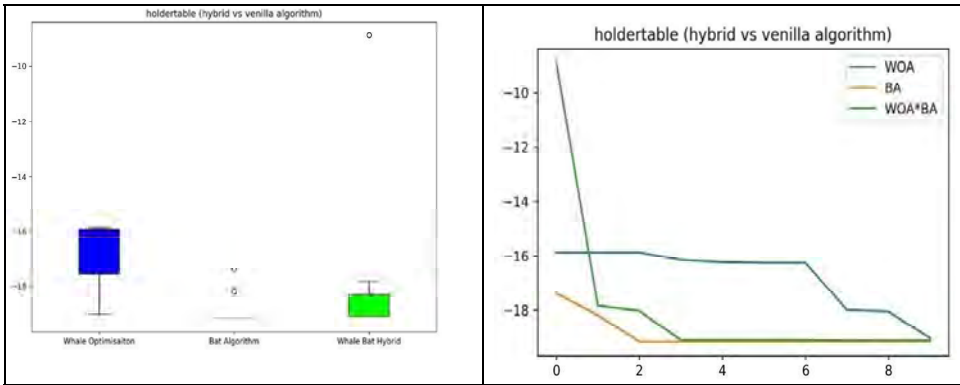 holdertable (hybrid vs venilla algorithm)
−10
−12
−14
−16
−18
Whale Optimisaiton
Bat Algorithm
Whale Bat Hybrid
holdertable (hybrid vs venilla algorithm)
WOA
BA
WOA*BA
−10
−12
−14
−16
−18
0 2 4 6 8